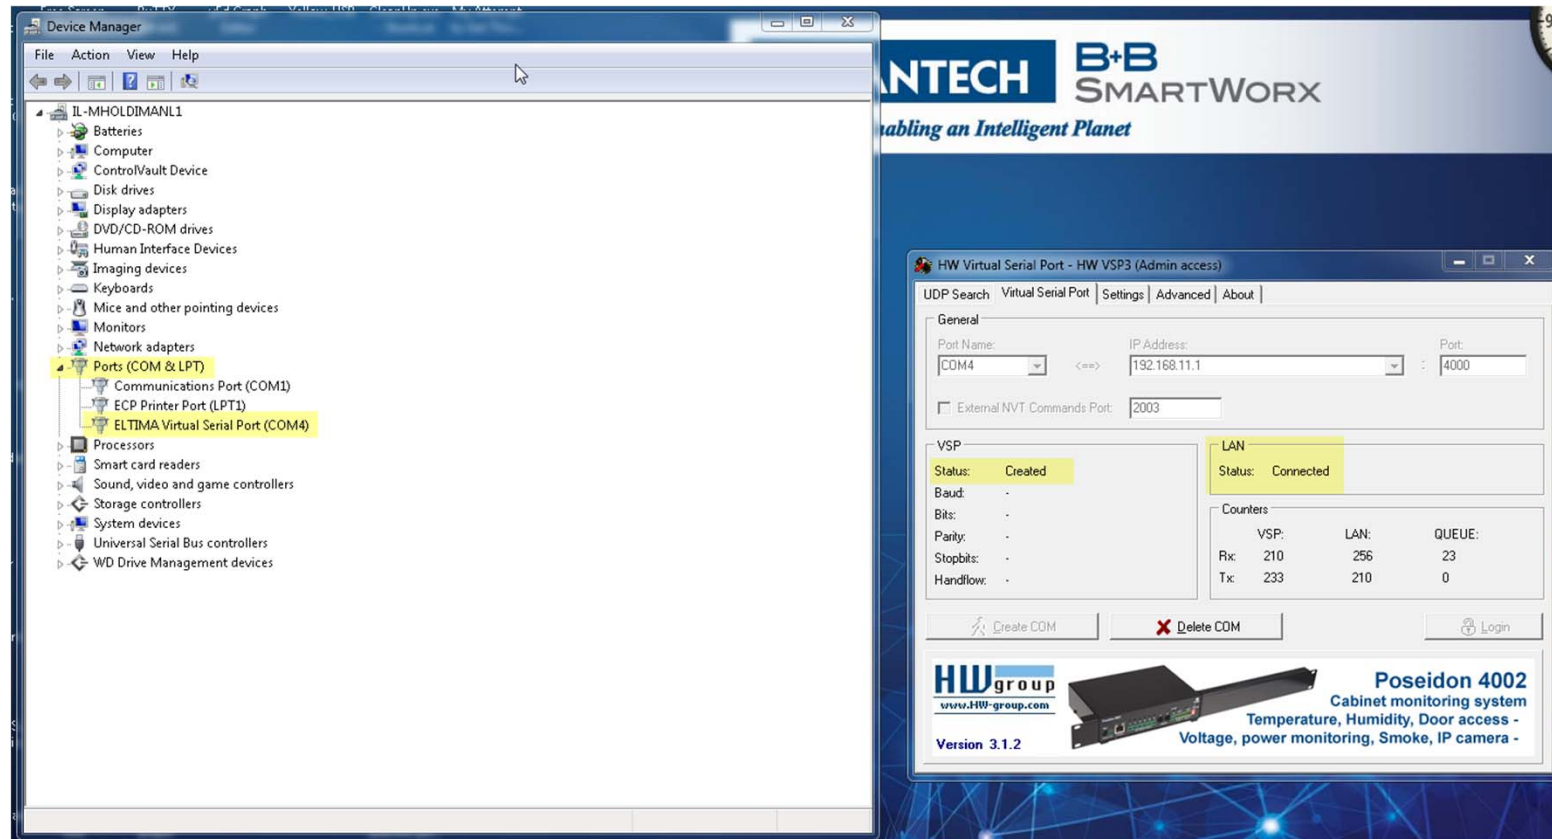 Device Manager
File Action View Help
IL-MHOLDIMANL1
Batteries
Computer
ControlVault Device
Disk drives
Display adapters
DVD/CD-ROM drives
Human Interface Devices
Imaging devices
Keyboards
Mice and other pointing devices
Monitors
Network adapters
Ports (COM & LPT)
Communications Port (COM1)
ECP Printer Port (LPT1)
ELTIMA Virtual Serial Port (COM4)
Processors
Smart card readers
Sound, video and game controllers
Storage controllers
System devices
Universal Serial Bus controllers
WD Drive Management devices
NTECH B+B
SMARTWORX
abling an Intelligent Planet
HW Virtual Serial Port - HW VSP3 (Admin access)
UDP Search Virtual Serial Port Settings Advanced About
General
Port Name: IP Address: Port:
COM4 <==> 192.168.11.1 : 4000
External NVT Commands Port: 2003
VSP
Status: Created
Baud: -
Bits: -
Parity: -
Stopbits: -
Handflow: -
LAN
Status: Connected
Counters
VSP: LAN: QUEUE:
Rx: 210 256 23
Tx: 233 210 0
Create COM Delete COM Login
HW group
www.HW-group.com
Version 3.1.2
Poseidon 4002
Cabinet monitoring system
Temperature, Humidity, Door access -
Voltage, power monitoring, Smoke, IP camera -